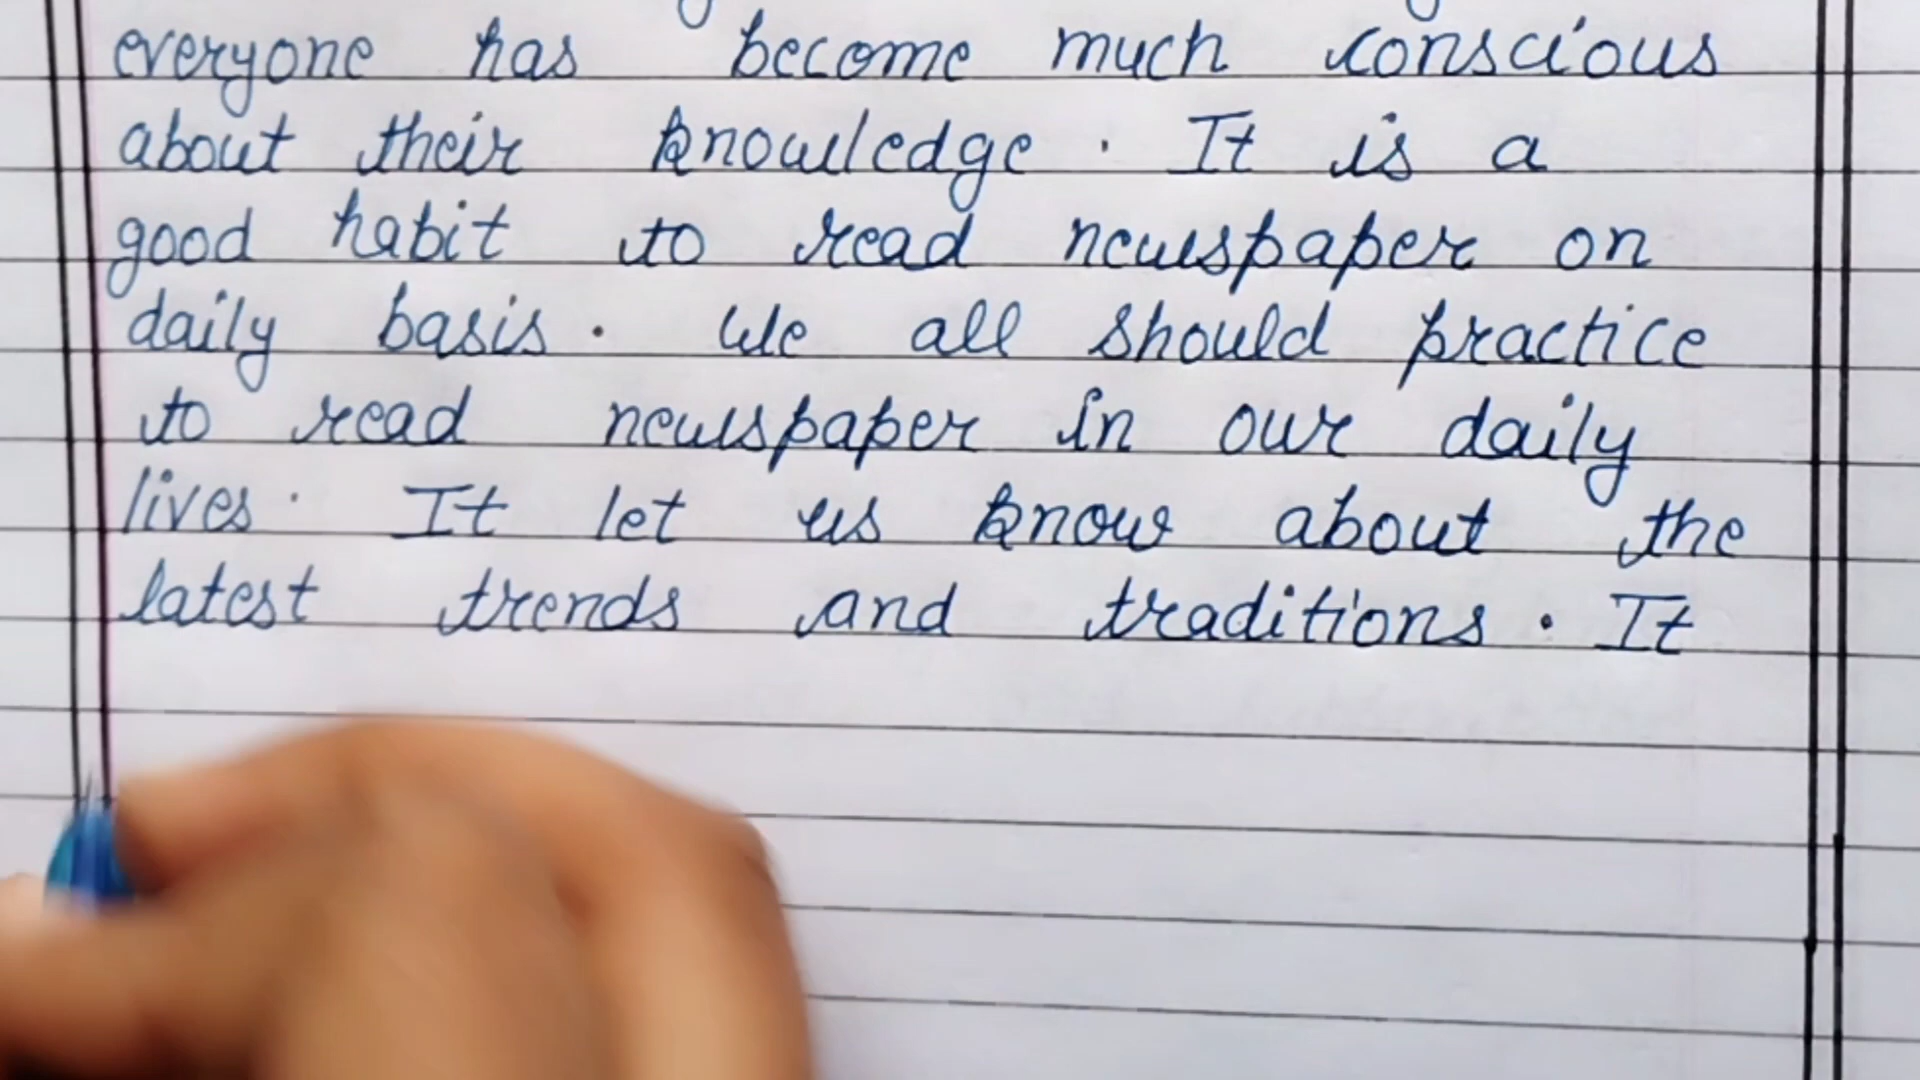 everyone has become much conscious
about their knowledge. It is a
good habit to read newspaper on
daily basis. We all should practice
to read newspaper in our daily
lives. It let us know about the
latest trends and traditions. It